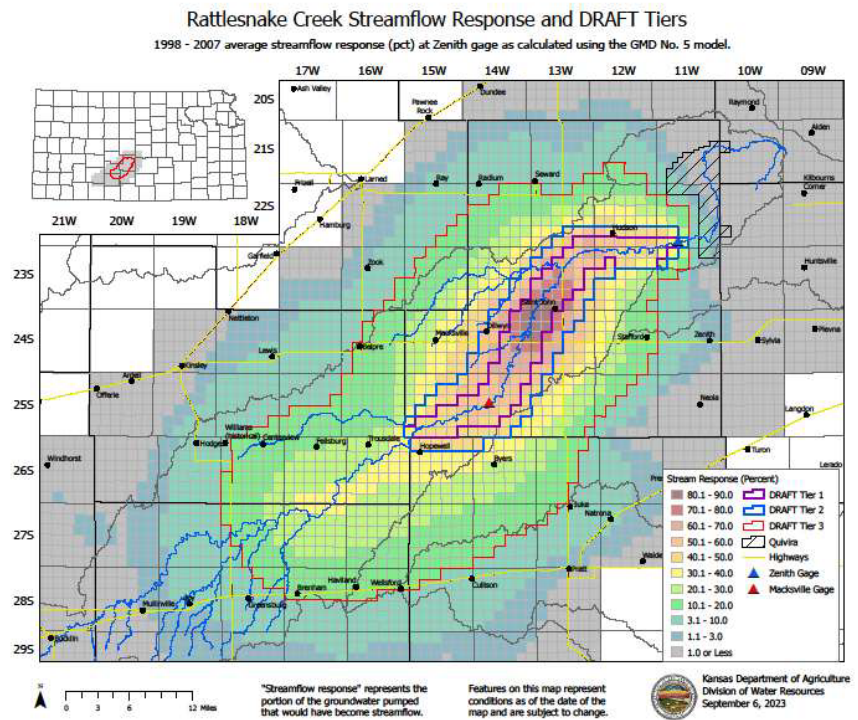 Rattlesnake Creek Streamflow Response and DRAFT Tiers
1998 - 2007 average streamflow response (pct) at Zenith gage as calculated using the GMD No. 5 model.
17W 16W 15W 14W 13W 12W 11W 10W 09W
20S
Ash Valley
Dundee
Pawnee
Rock
Raymond
Alden
21S
Frizell
Larned
Ray
Radium
Seward
Kilbourns
Corner
22S
21W 20W 19W 18W
Hamburg
Hudson
Garfield
Zook
Huntsville
23S
Saint John
Nettleton
24S
Macksville
Dillwyn
Stafford
Zenith
Sylvia
Plevna
Lewis
Belpre
Kinsley
Ardell
Offerle
25S
Neola
Langdon
Williams
(historical)
Hodges
Centerview
Fellsburg
Trousdale
Hopewell
Byers
Turon
Windhorst
26S
Lerado
Pre
Iuka
Natrona
27S
Waide
Haviland
Brenham
Wellsford
Cullison
Pratt
28S
Mullinville
Greensburg
Bucklin
29S
Stream Response (Percent)
80.1 - 90.0
70.1 - 80.0
60.1 - 70.0
50.1 - 60.0
40.1 - 50.0
30.1 - 40.0
20.1 - 30.0
10.1 - 20.0
3.1 - 10.0
1.1 - 3.0
1.0 or Less
DRAFT Tier 1
DRAFT Tier 2
DRAFT Tier 3
Quivira
Highways
Zenith Gage
Macksville Gage
N
0 3 6 12 Miles
"Streamflow response" represents the
portion of the groundwater pumped
that would have become streamflow.
Features on this map represent
conditions as of the date of the
map and are subject to change.
Kansas Department of Agriculture
Division of Water Resources
September 6, 2023